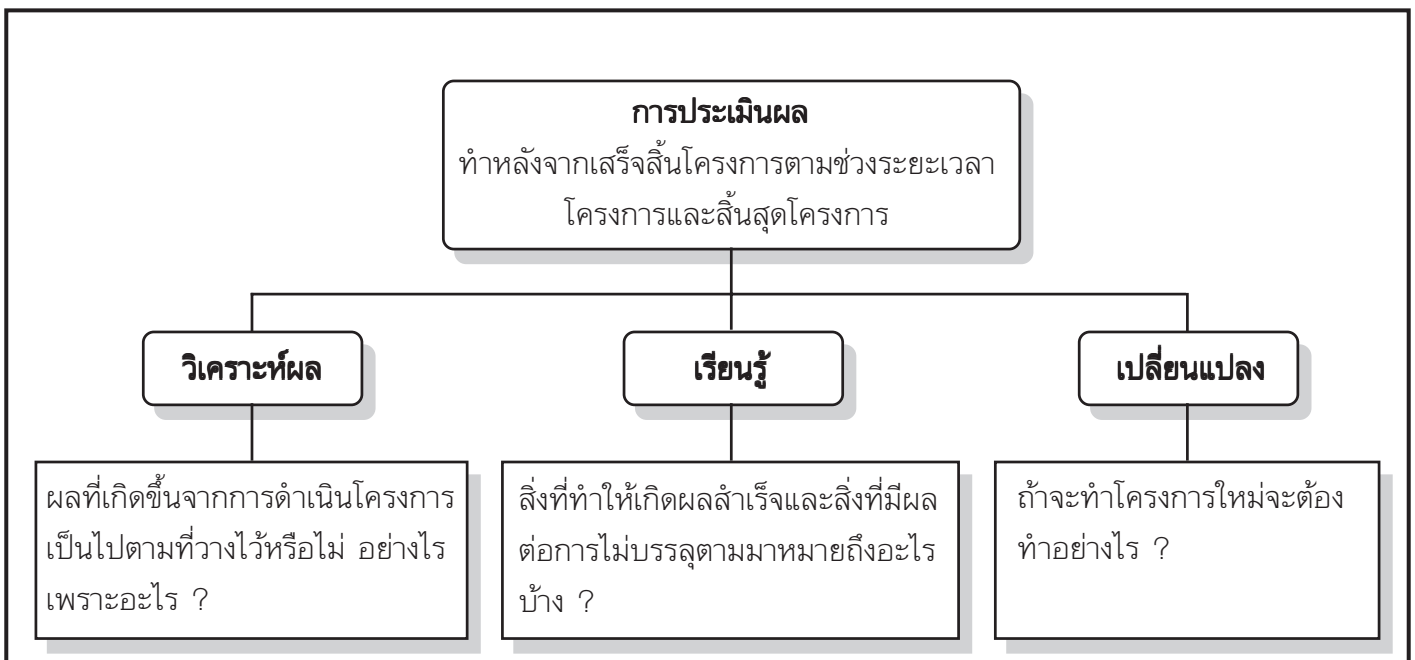 การประเมินผล
ทำหลังจากเสร็จสิ้นโครงการตามช่วงระยะเวลา
โครงการและสิ้นสุดโครงการ
วิเคราะห์ผล
เรียนรู้
เปลี่ยนแปลง
ผลที่เกิดขึ้นจากการดำเนินโครงการ
เป็นไปตามที่วางไว้หรือไม่ อย่างไร
เพราะอะไร ?
สิ่งที่ทำให้เกิดผลสำเร็จและสิ่งที่มีผล
ต่อการไม่บรรลุตามมาหมายถึงอะไร
บ้าง ?
ถ้าจะทำโครงการใหม่จะต้อง
ทำอย่างไร ?